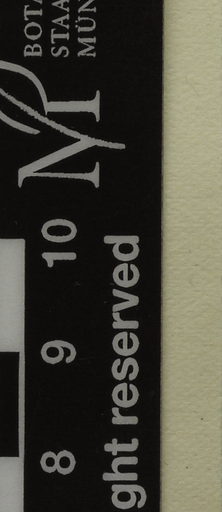 BOTA
STAA
MÜN
M
8 9 10
ght reserved